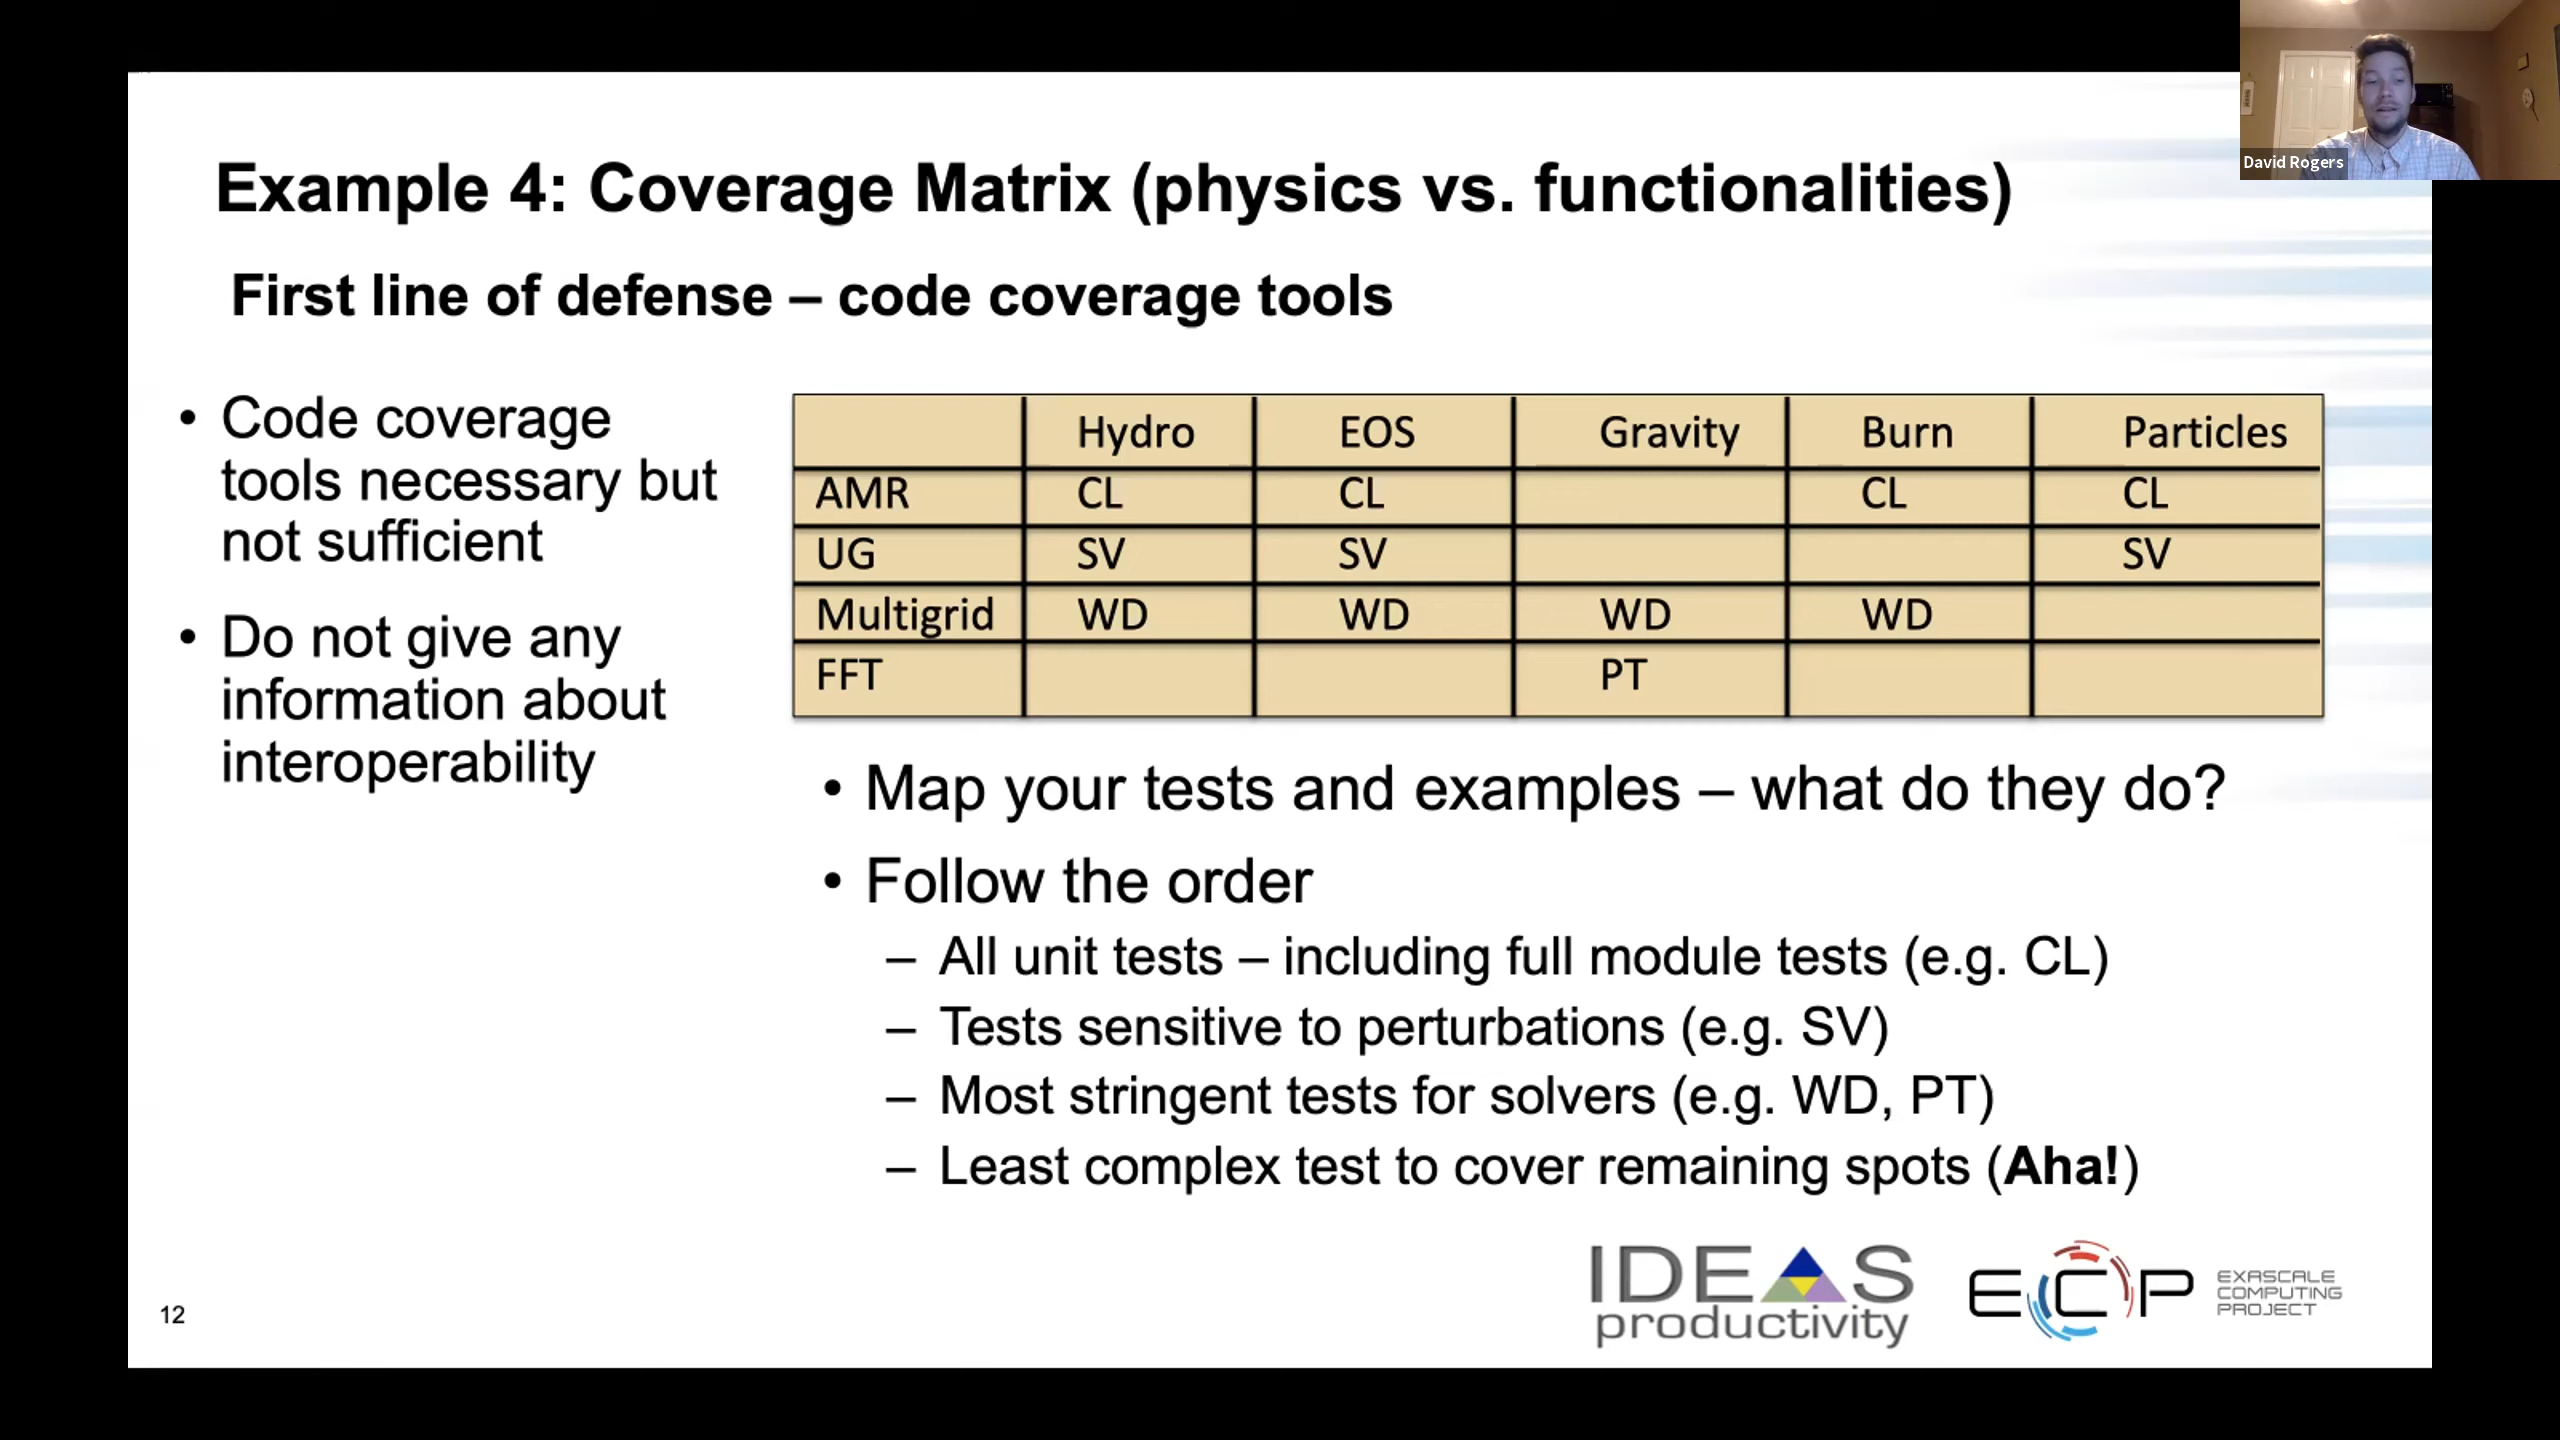 David Rogers
Example 4: Coverage Matrix (physics vs. functionalities)
First line of defense – code coverage tools
• Code coverage
tools necessary but
not sufficient
• Do not give any
information about
interoperability
Hydro EOS Gravity Burn Particles
AMR CL CL CL CL
UG SV SV SV
Multigrid WD WD WD WD
FFT PT
• Map your tests and examples – what do they do?
• Follow the order
– All unit tests – including full module tests (e.g. CL)
– Tests sensitive to perturbations (e.g. SV)
– Most stringent tests for solvers (e.g. WD, PT)
– Least complex test to cover remaining spots (Aha!)
12
IDEAS
productivity
ECP
EXASCALE
COMPUTING
PROJECT